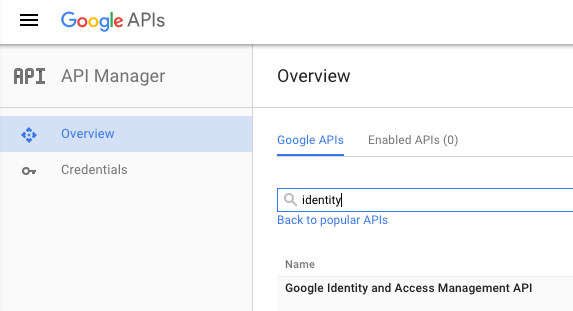 Google APIs
API API Manager
Overview
Overview
Credentials
Google APIs Enabled APIs (0)
identity
Back to popular APIs
Name
Google Identity and Access Management API